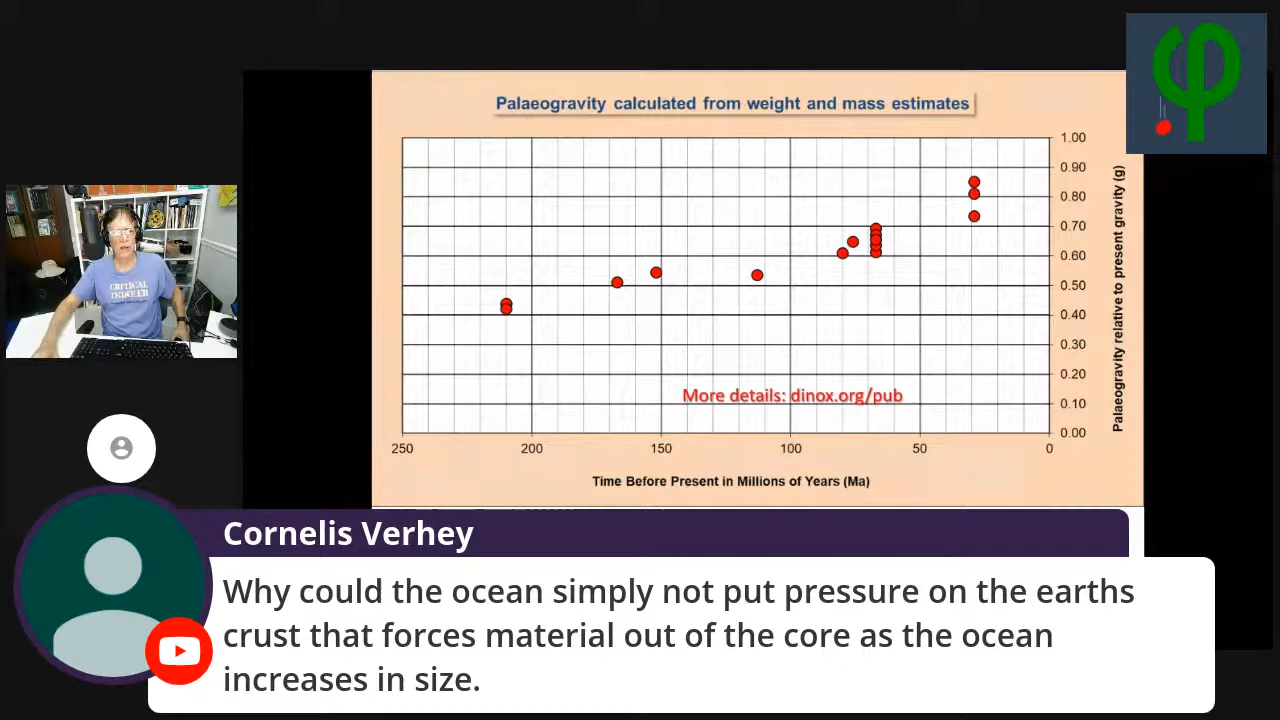 Palaeogravity calculated from weight and mass estimates
φ
CRITICAL
THINKER
1.00
0.90
0.80
0.70
0.60
0.50
0.40
0.30
0.20
0.10
0.00
Palaeogravity relative to present gravity (g)
More details: dinox.org/pub
250
200
150
100
50
0
Time Before Present in Millions of Years (Ma)
Cornelis Verhey
Why could the ocean simply not put pressure on the earths
crust that forces material out of the core as the ocean
increases in size.